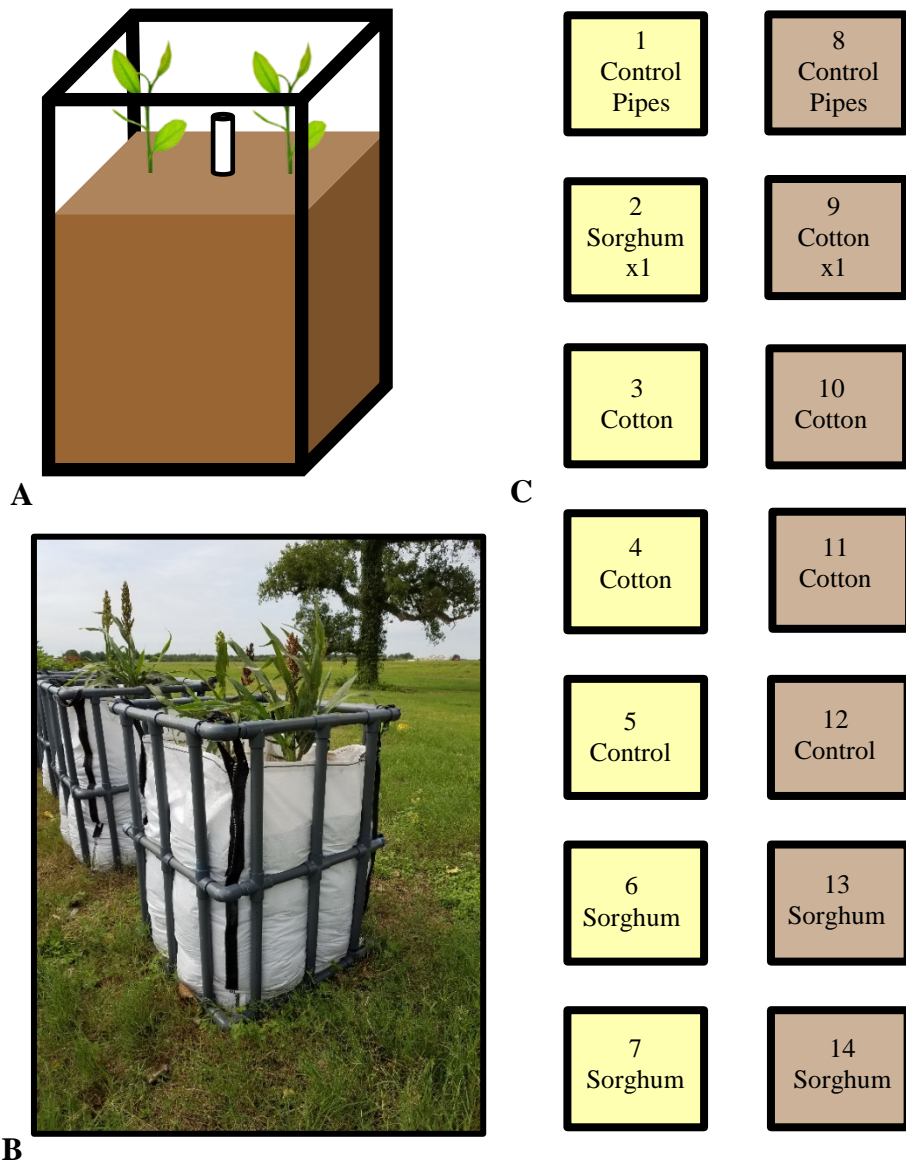 A
B
C
1
Control
Pipes
8
Control
Pipes
2
Sorghum
x1
9
Cotton
x1
3
Cotton
10
Cotton
4
Cotton
11
Cotton
5
Control
12
Control
6
Sorghum
13
Sorghum
7
Sorghum
14
Sorghum